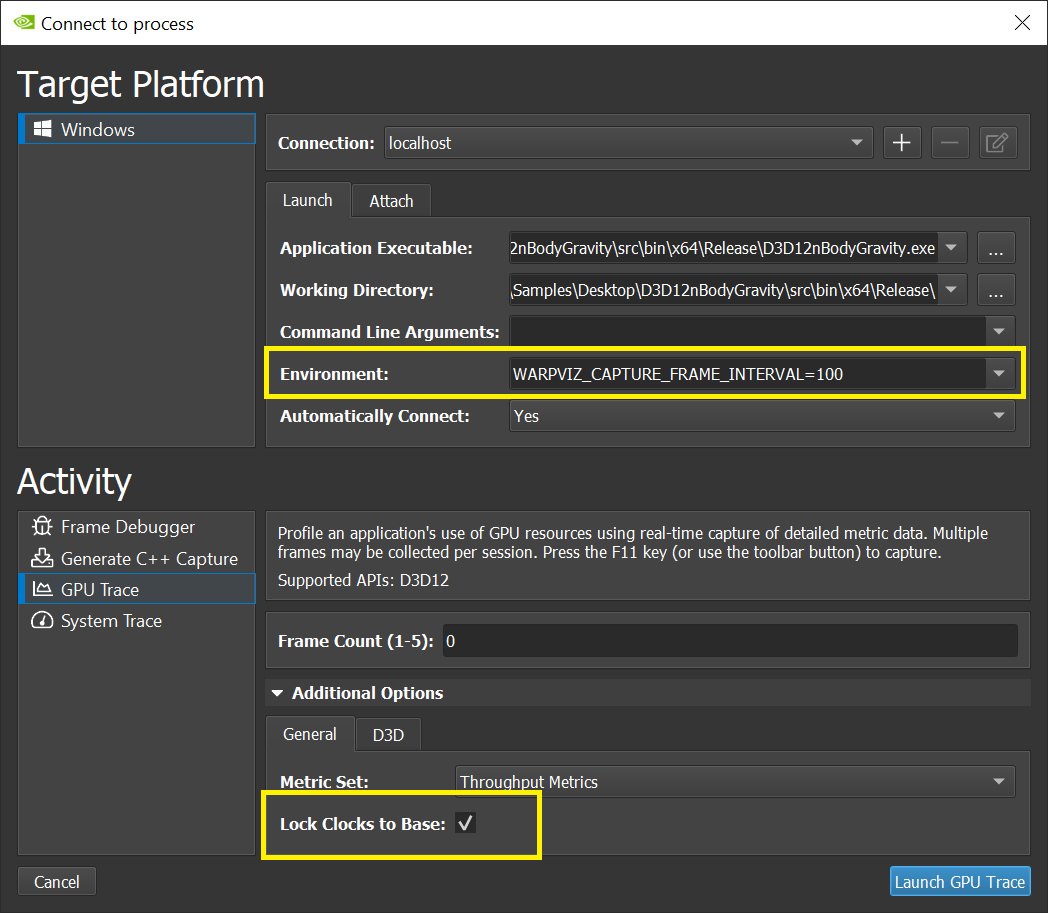 Connect to process
Target Platform
Windows
Connection: localhost
Launch Attach
Application Executable: 2nBodyGravity\src\bin\x64\Release\D3D12nBodyGravity.exe ...
Working Directory: \Samples\Desktop\D3D12nBodyGravity\src\bin\x64\Release\ ...
Command Line Arguments:
Environment: WARPVIZ_CAPTURE_FRAME_INTERVAL=100
Automatically Connect: Yes
Activity
Frame Debugger
Generate C++ Capture
GPU Trace
System Trace
Profile an application's use of GPU resources using real-time capture of detailed metric data. Multiple
frames may be collected per session. Press the F11 key (or use the toolbar button) to capture.
Supported APIs: D3D12
Frame Count (1-5): 0
Additional Options
General D3D
Metric Set: Throughput Metrics
Lock Clocks to Base:
Cancel Launch GPU Trace